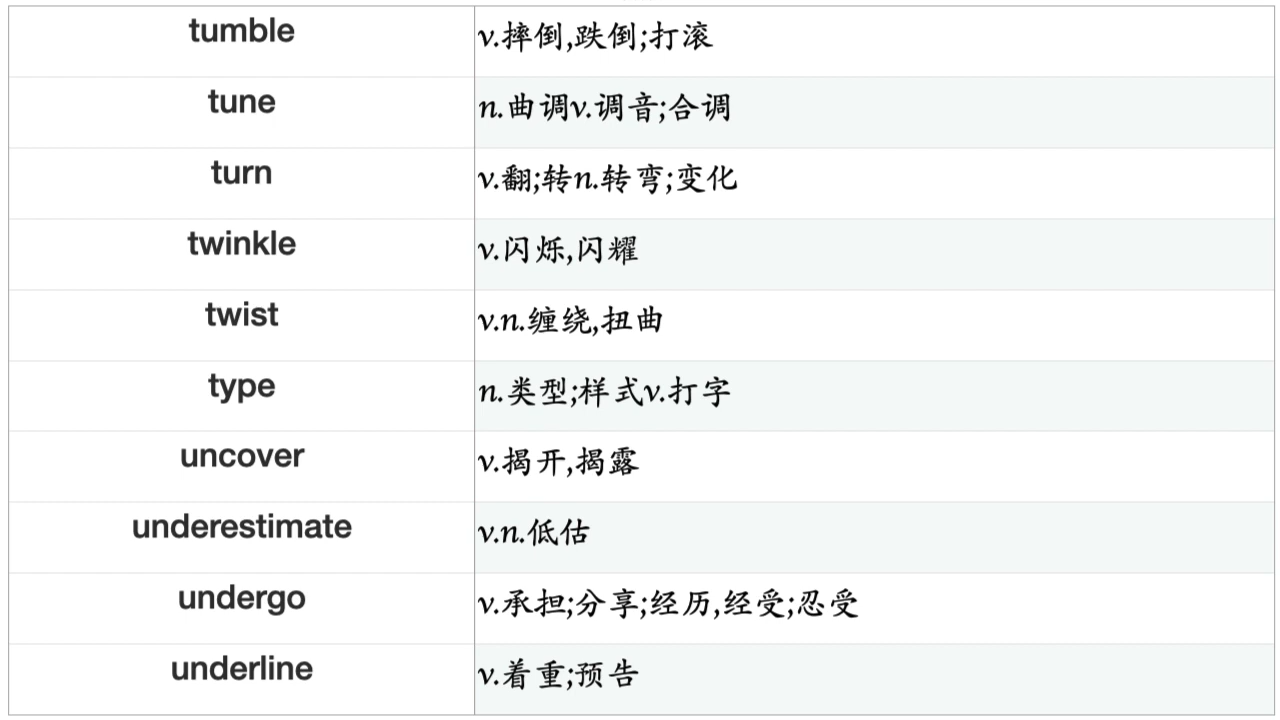 tumble v.摔倒,跌倒;打滚
tune n.曲调v.调音;合调
turn v.翻;转n.转弯;变化
twinkle v.闪烁,闪耀
twist v.n.缠绕,扭曲
type n.类型;样式v.打字
uncover v.揭开,揭露
underestimate v.n.低估
undergo v.承担;分享;经历,经受;忍受
underline v.着重;预告